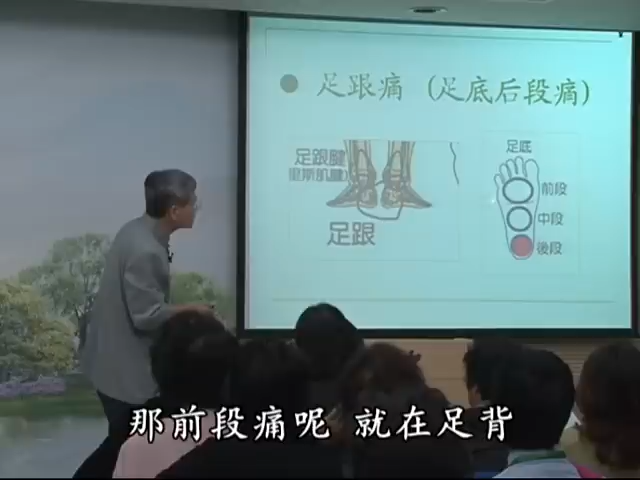 足跟痛 (足底后段痛)
足跟腱
足跟
足底
前段
中段
後段
那前段痛呢 就在足背